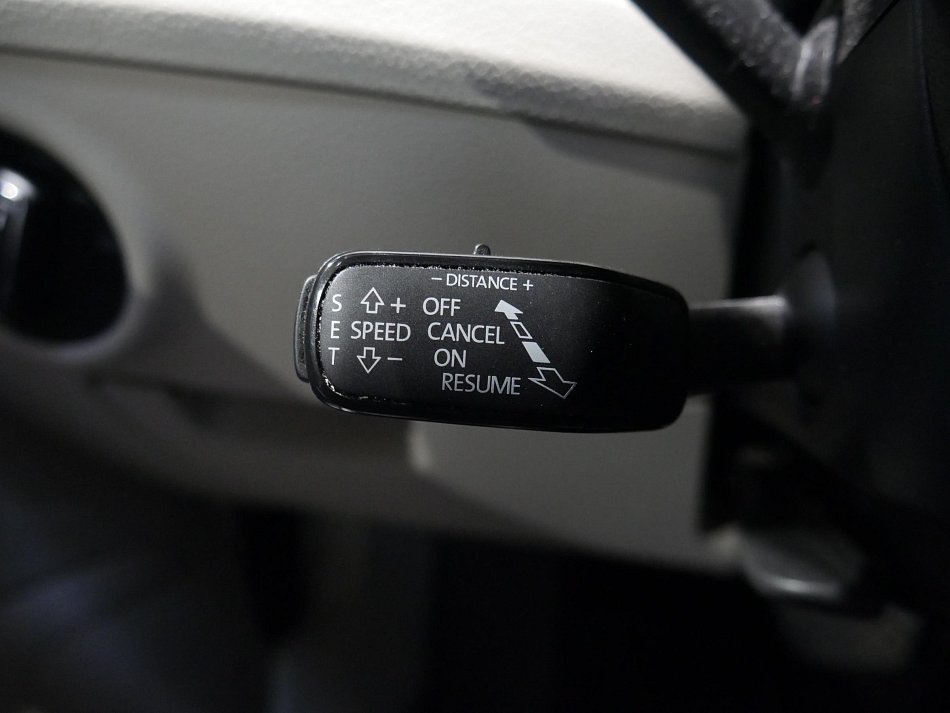 − DISTANCE +
S + OFF
E SPEED CANCEL
T − ON
RESUME